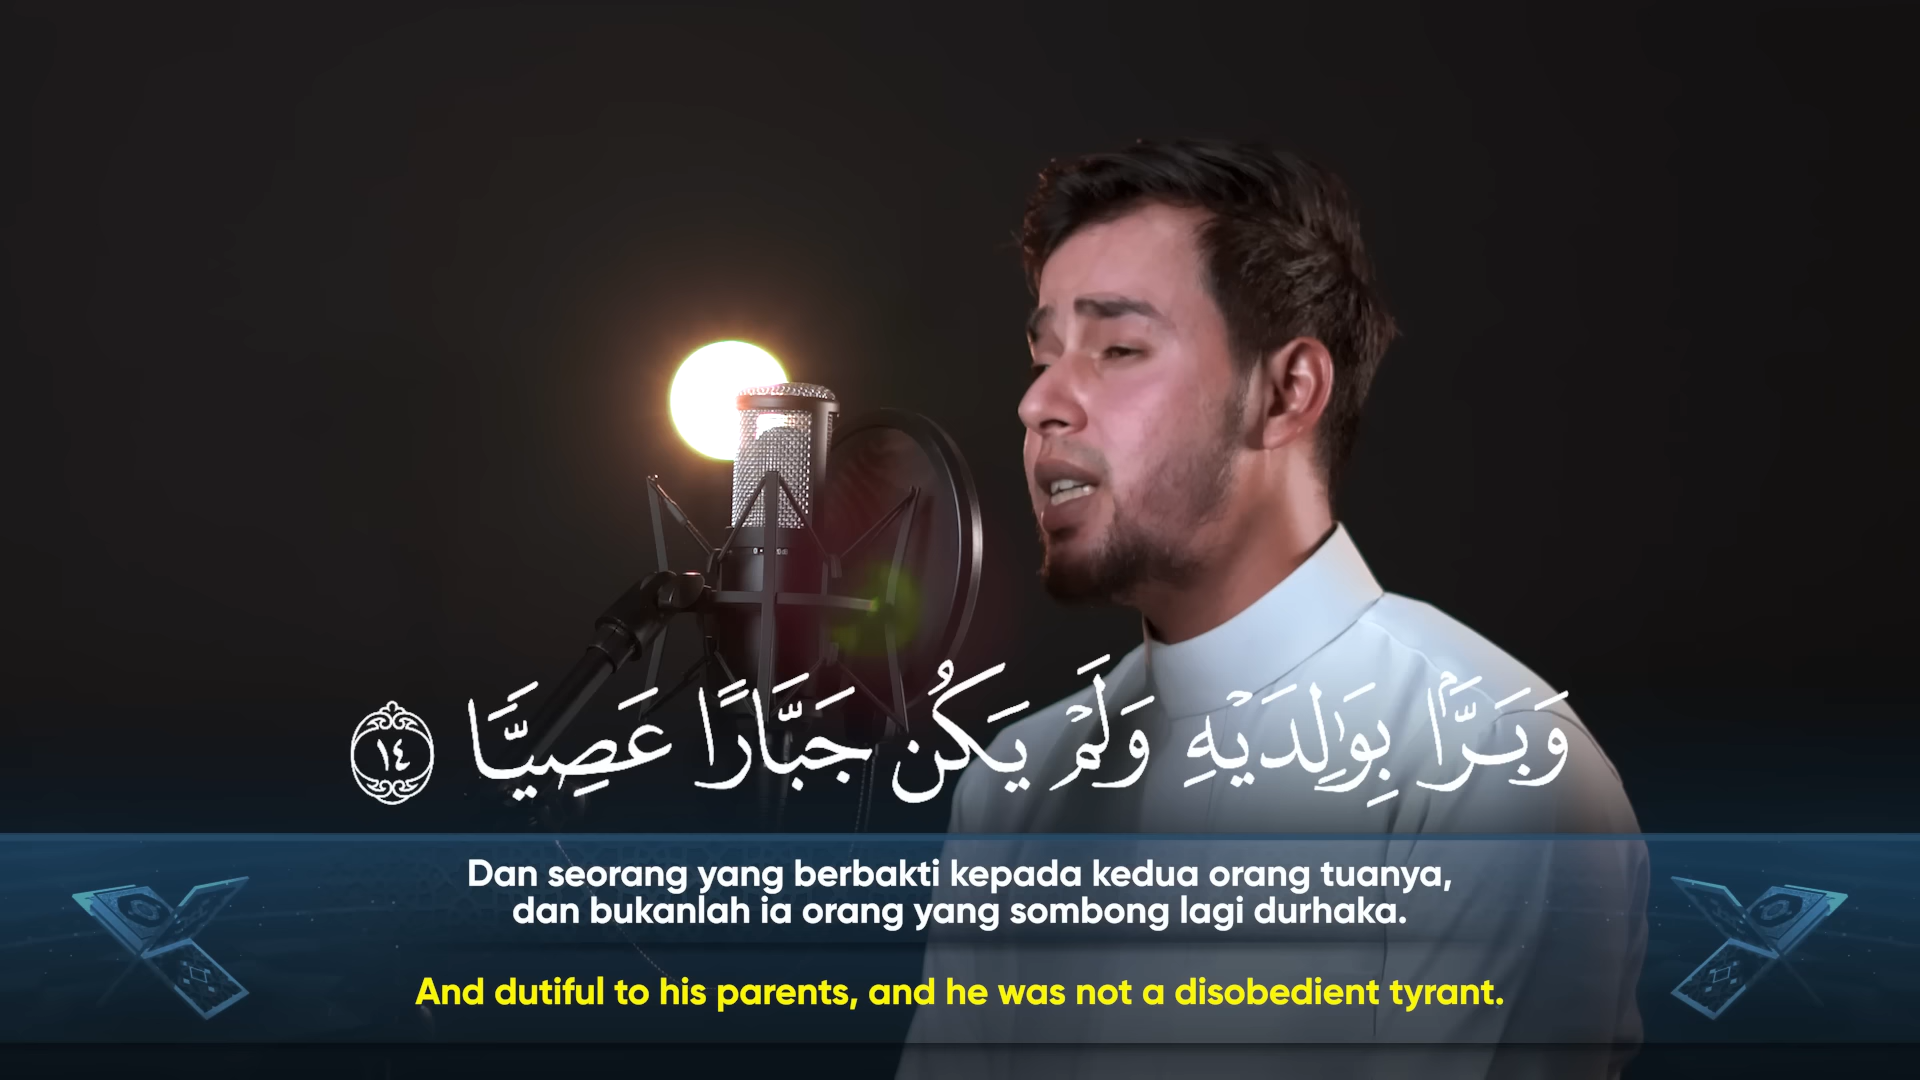 وَبَرَّۢا بِوَٰلِدَيْهِ وَلَمْ يَكُن جَبَّارًا عَصِيًّا ١٤
Dan seorang yang berbakti kepada kedua orang tuanya,
dan bukanlah ia orang yang sombong lagi durhaka.
And dutiful to his parents, and he was not a disobedient tyrant.